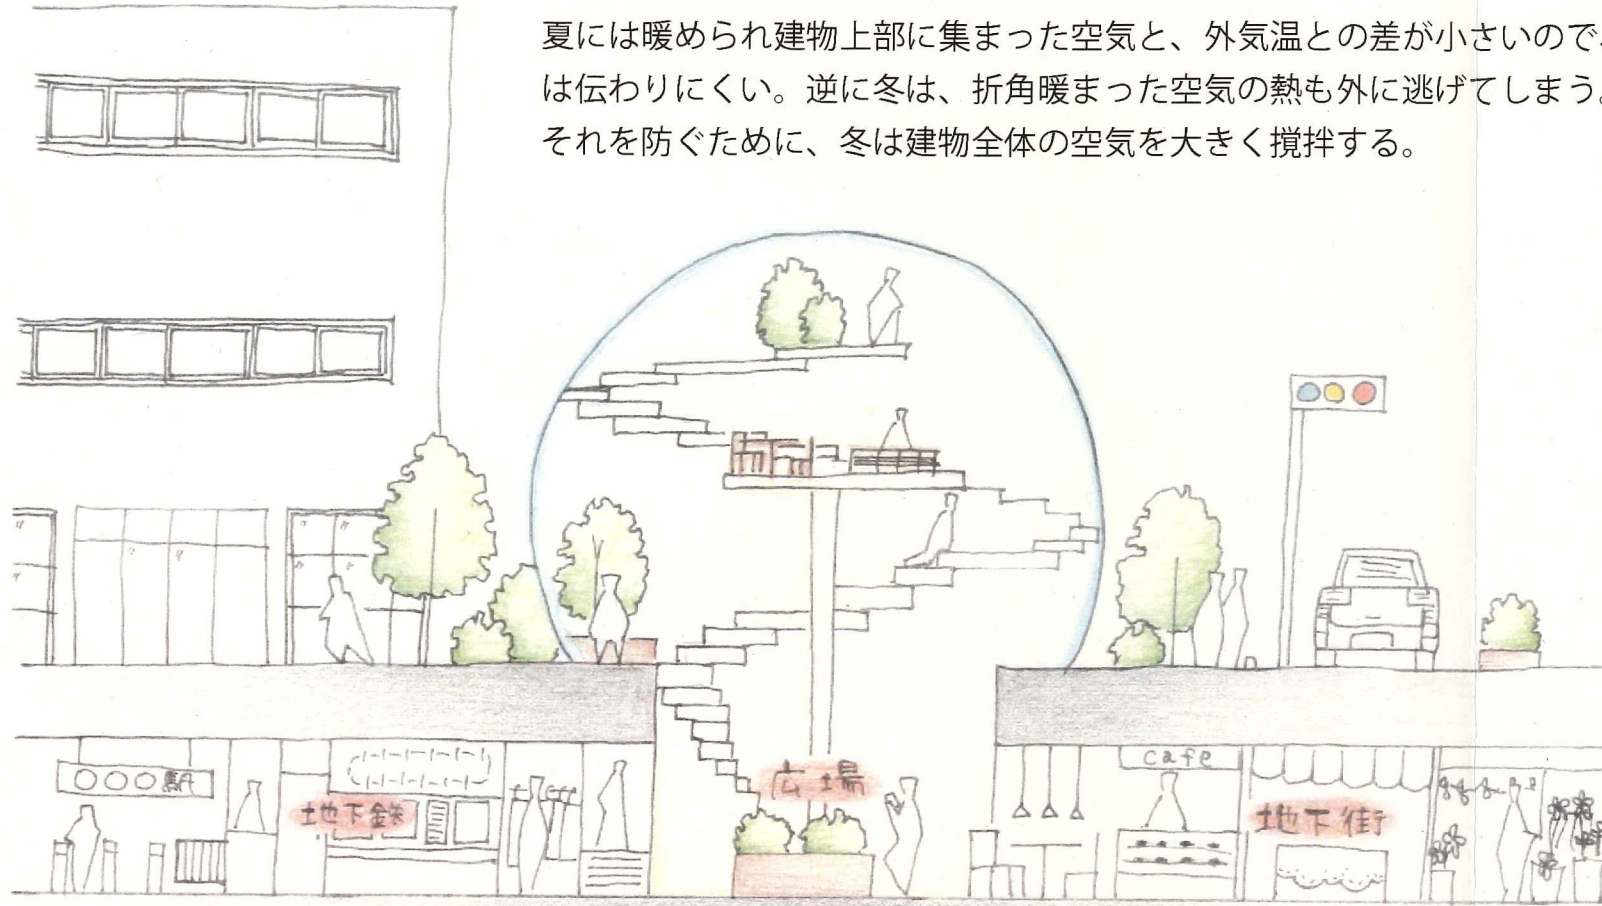 夏には暖められ建物上部に集まった空気と、外気温との差が小さいので、
は伝わりにくい。逆に冬は、折角暖まった空気の熱も外に逃げてしまう。
それを防ぐために、冬は建物全体の空気を大きく撹拌する。
cafe
広場
〇〇〇駅
地下鉄
地下街